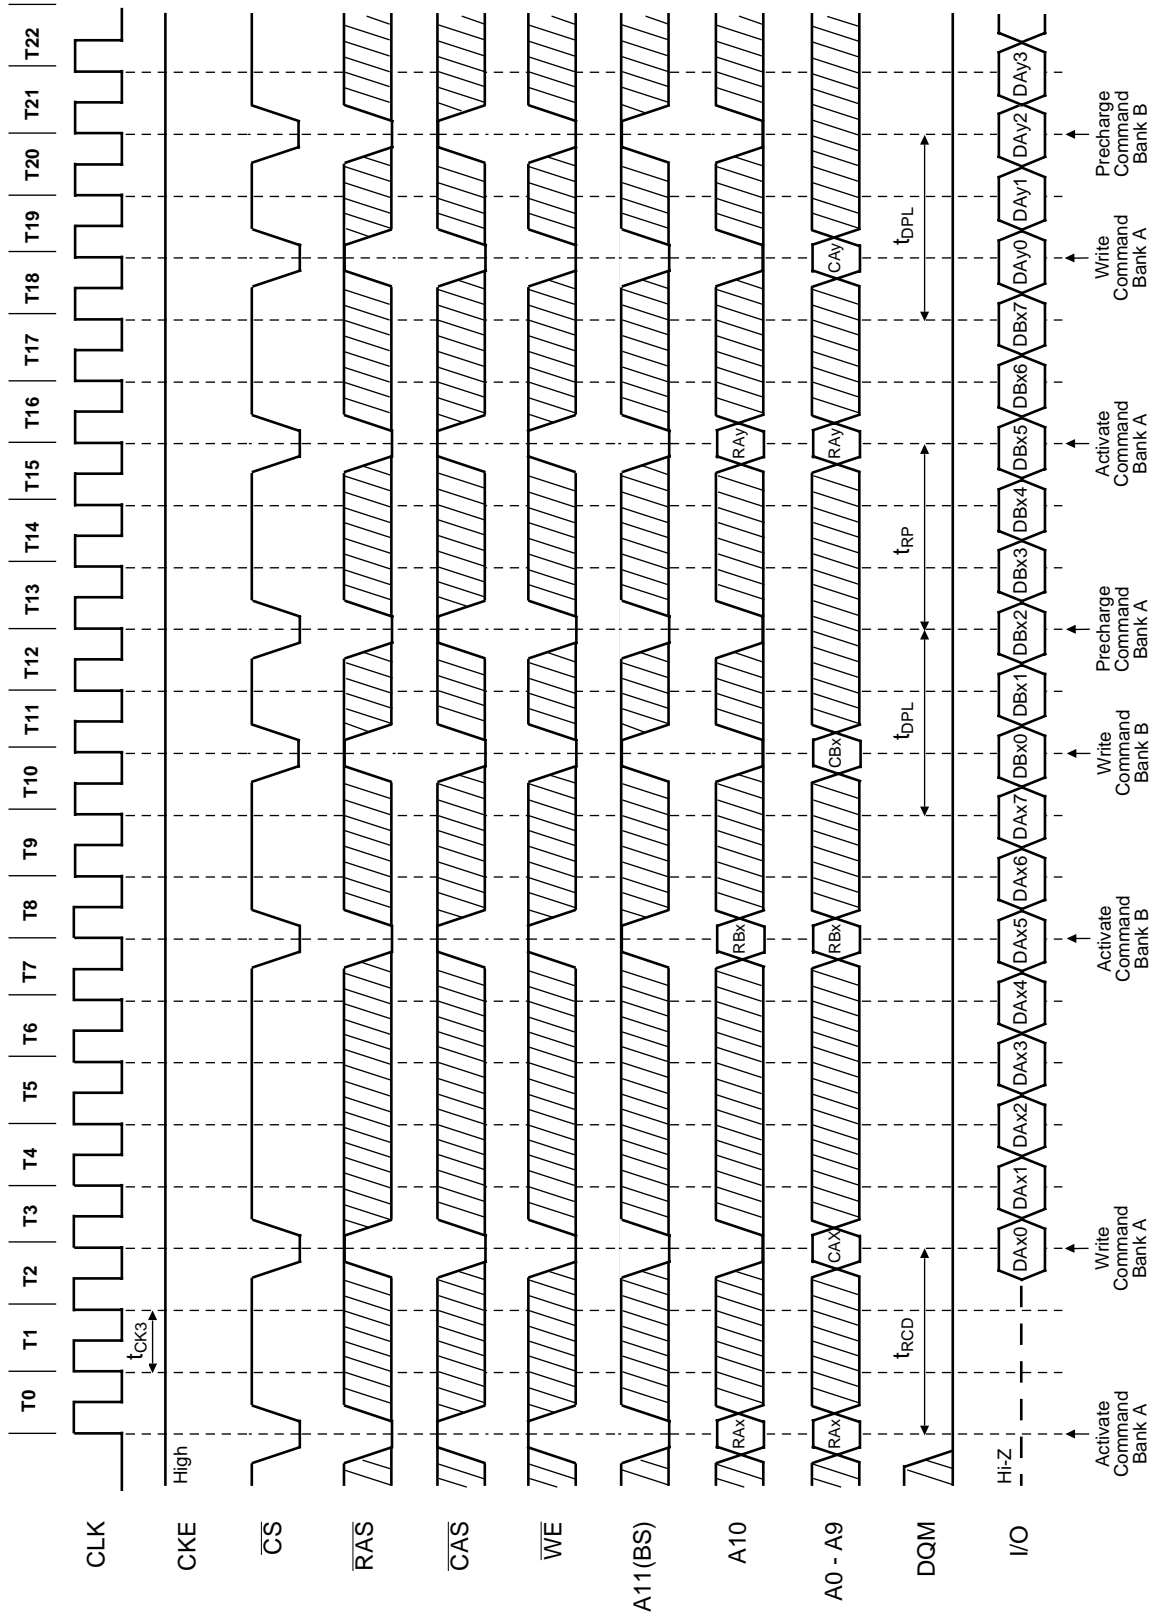 T0 T1 T2 T3 T4 T5 T6 T7 T8 T9 T10 T11 T12 T13 T14 T15 T16 T17 T18 T19 T20 T21 T22
CLK
tCK3
CKE
High
CS
RAS
CAS
WE
A11(BS)
A10
RAx RBx RAy
A0 - A9
RAx CAX RBx CBx RAy CAy
DQM
tRCD tDPL tRP tDPL
I/O
Hi-Z
DAx0 DAx1 DAx2 DAx3 DAx4 DAx5 DAx6 DAx7 DBx0 DBx1 DBx2 DBx3 DBx4 DBx5 DBx6 DBx7 DAy0 DAy1 DAy2 DAy3
Activate
Command
Bank A
Write
Command
Bank A
Activate
Command
Bank B
Write
Command
Bank B
Precharge
Command
Bank A
Activate
Command
Bank A
Write
Command
Bank A
Precharge
Command
Bank B